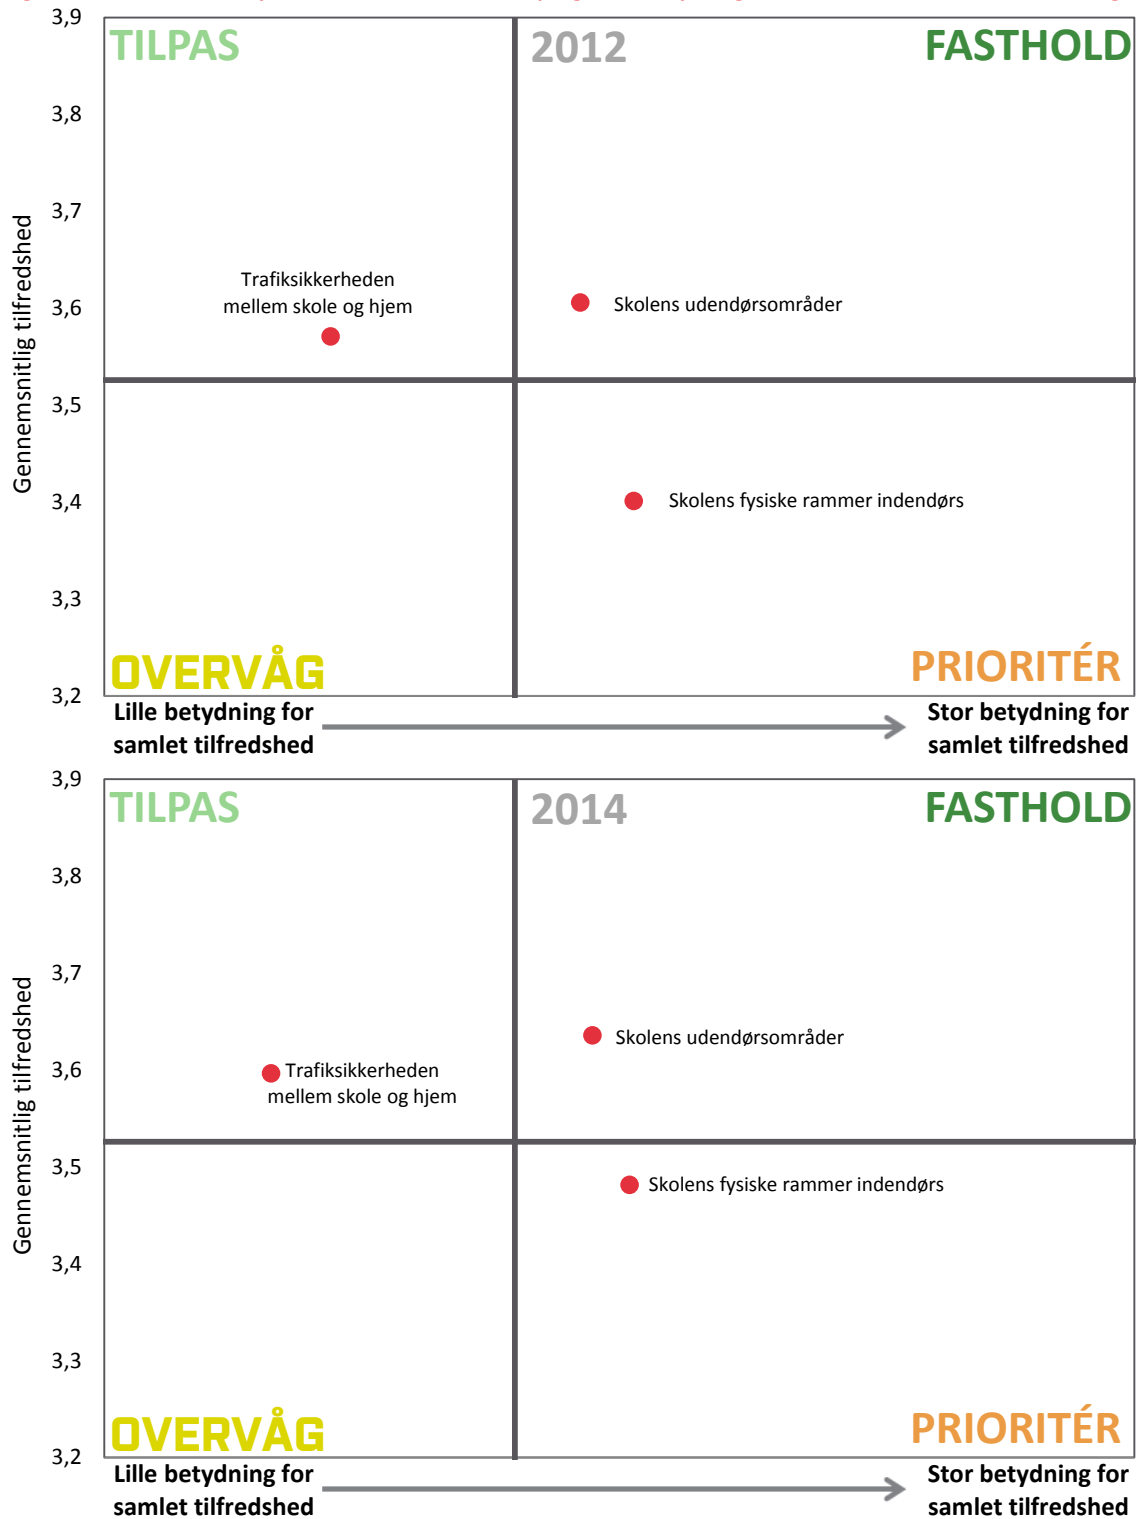 3,9
TILPAS
2012
FASTHOLD
3,8
3,7
Trafiksikkerheden
mellem skole og hjem
3,6
Skolens udendørsområder
Gennemsnitlig tilfredshed
3,5
3,4
Skolens fysiske rammer indendørs
3,3
OVERVÅG
PRIORITÉR
3,2
Lille betydning for
samlet tilfredshed
Stor betydning for
samlet tilfredshed
3,9
TILPAS
2014
FASTHOLD
3,8
3,7
Skolens udendørsområder
3,6
Trafiksikkerheden
mellem skole og hjem
Gennemsnitlig tilfredshed
3,5
Skolens fysiske rammer indendørs
3,4
3,3
OVERVÅG
PRIORITÉR
3,2
Lille betydning for
samlet tilfredshed
Stor betydning for
samlet tilfredshed